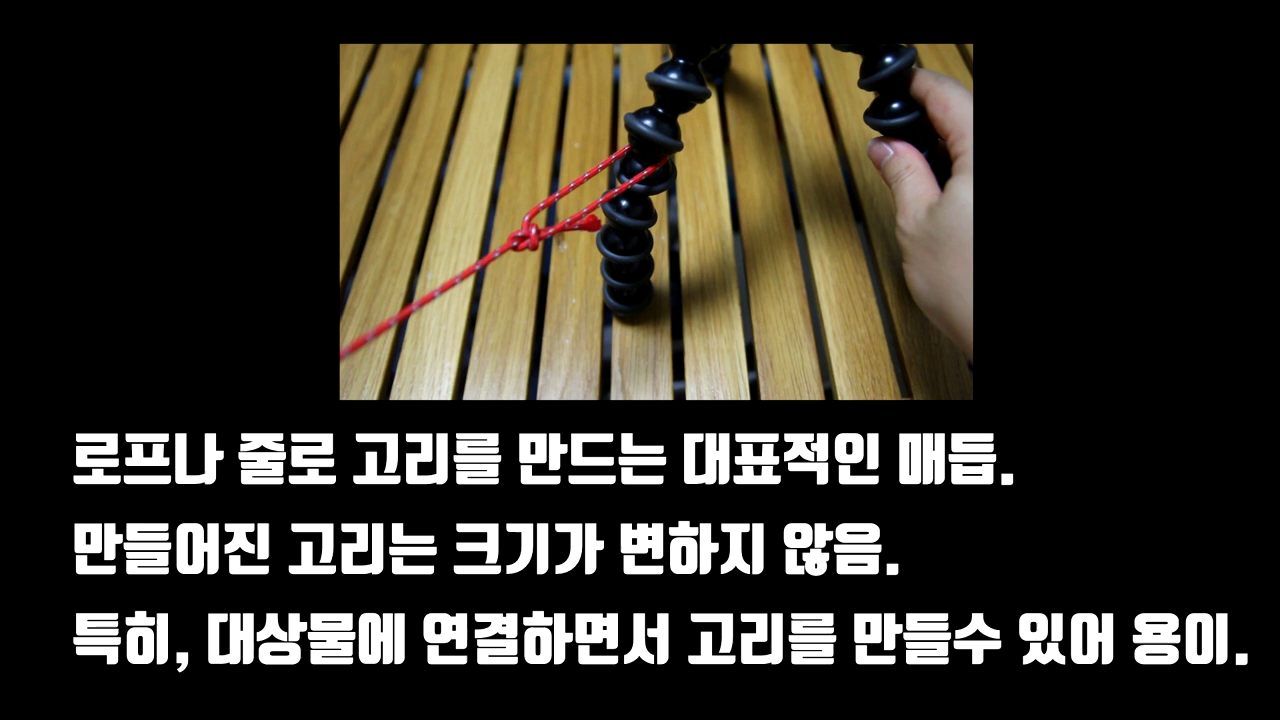 로프나 줄로 고리를 만드는 대표적인 매듭.
만들어진 고리는 크기가 변하지 않음.
특히, 대상물에 연결하면서 고리를 만들수 있어 용이.